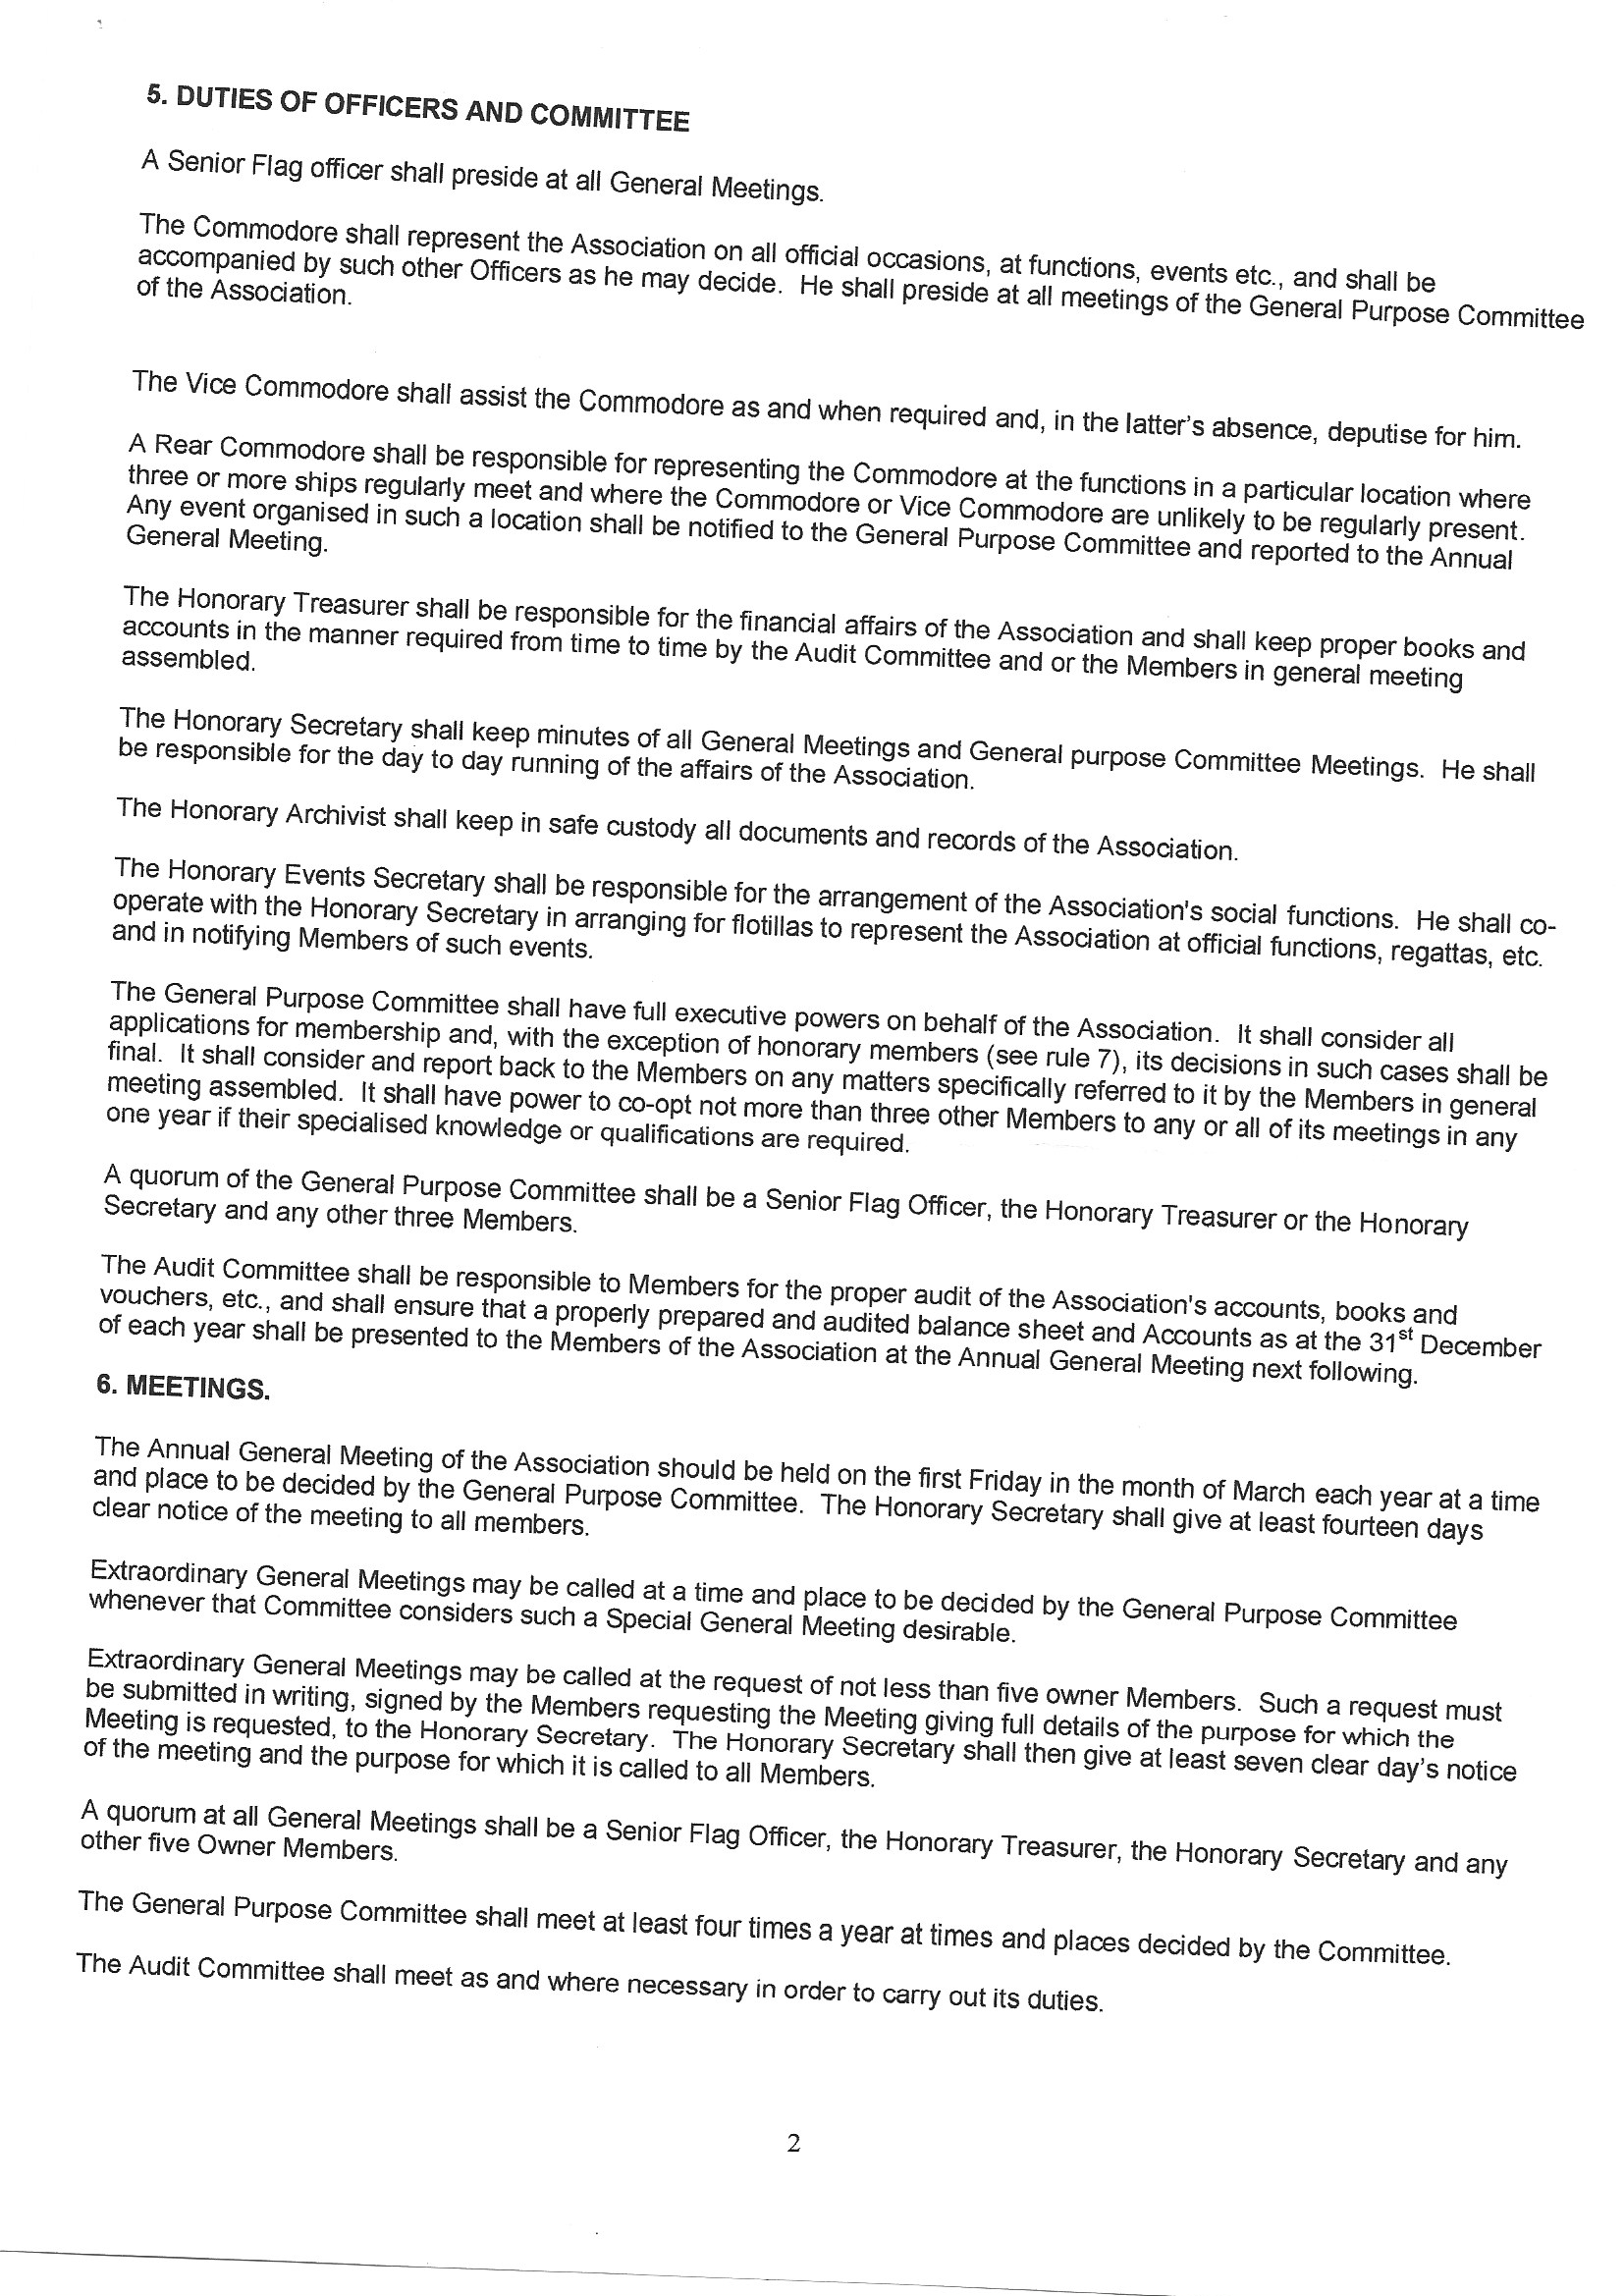 5. DUTIES OF OFFICERS AND COMMITTEE
A Senior Flag officer shall preside at all General Meetings.
The Commodore shall represent the Association on all official occasions, at functions, events etc., and shall be
accompanied by such other Officers as he may decide. He shall preside at all meetings of the General Purpose Committee
of the Association.
The Vice Commodore shall assist the Commodore as and when required and, in the latter's absence, deputise for him.
A Rear Commodore shall be responsible for representing the Commodore at the functions in a particular location where
three or more ships regularly meet and where the Commodore or Vice Commodore are unlikely to be regularly present.
Any event organised in such a location shall be notified to the General Purpose Committee and reported to the Annual
General Meeting.
The Honorary Treasurer shall be responsible for the financial affairs of the Association and shall keep proper books and
accounts in the manner required from time to time by the Audit Committee and or the Members in general meeting
assembled.
The Honorary Secretary shall keep minutes of all General Meetings and General purpose Committee Meetings. He shall
be responsible for the day to day running of the affairs of the Association.
The Honorary Archivist shall keep in safe custody all documents and records of the Association.
The Honorary Events Secretary shall be responsible for the arrangement of the Association's social functions. He shall co-
operate with the Honorary Secretary in arranging for flotillas to represent the Association at official functions, regattas, etc.
and in notifying Members of such events.
The General Purpose Committee shall have full executive powers on behalf of the Association. It shall consider all
applications for membership and, with the exception of honorary members (see rule 7), its decisions in such cases shall be
final. It shall consider and report back to the Members on any matters specifically referred to it by the Members in general
meeting assembled. It shall have power to co-opt not more than three other Members to any or all of its meetings in any
one year if their specialised knowledge or qualifications are required.
A quorum of the General Purpose Committee shall be a Senior Flag Officer, the Honorary Treasurer or the Honorary
Secretary and any other three Members.
The Audit Committee shall be responsible to Members for the proper audit of the Association's accounts, books and
vouchers, etc., and shall ensure that a properly prepared and audited balance sheet and Accounts as at the 31st December
of each year shall be presented to the Members of the Association at the Annual General Meeting next following.
6. MEETINGS.
The Annual General Meeting of the Association should be held on the first Friday in the month of March each year at a time
and place to be decided by the General Purpose Committee. The Honorary Secretary shall give at least fourteen days
clear notice of the meeting to all members.
Extraordinary General Meetings may be called at a time and place to be decided by the General Purpose Committee
whenever that Committee considers such a Special General Meeting desirable.
Extraordinary General Meetings may be called at the request of not less than five owner Members. Such a request must
be submitted in writing, signed by the Members requesting the Meeting giving full details of the purpose for which the
Meeting is requested, to the Honorary Secretary. The Honorary Secretary shall then give at least seven clear day's notice
of the meeting and the purpose for which it is called to all Members.
A quorum at all General Meetings shall be a Senior Flag Officer, the Honorary Treasurer, the Honorary Secretary and any
other five Owner Members.
The General Purpose Committee shall meet at least four times a year at times and places decided by the Committee.
The Audit Committee shall meet as and where necessary in order to carry out its duties.
2